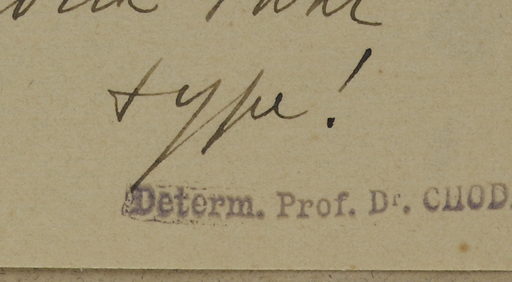 type!
Determ. Prof. Dr. CHOD